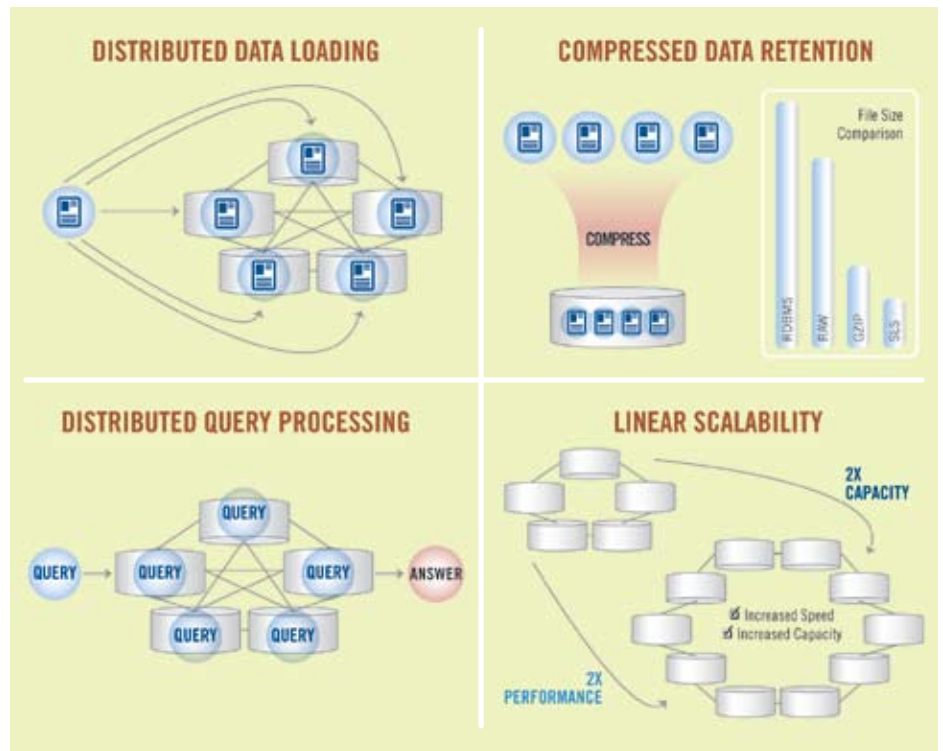 DISTRIBUTED DATA LOADING
COMPRESSED DATA RETENTION
File Size
Comparison
COMPRESS
RDBMS
RAW
GZIP
SLS
DISTRIBUTED QUERY PROCESSING
QUERY
QUERY
QUERY
QUERY
QUERY
QUERY
ANSWER
LINEAR SCALABILITY
2X
CAPACITY
Increased Speed
Increased Capacity
2X
PERFORMANCE